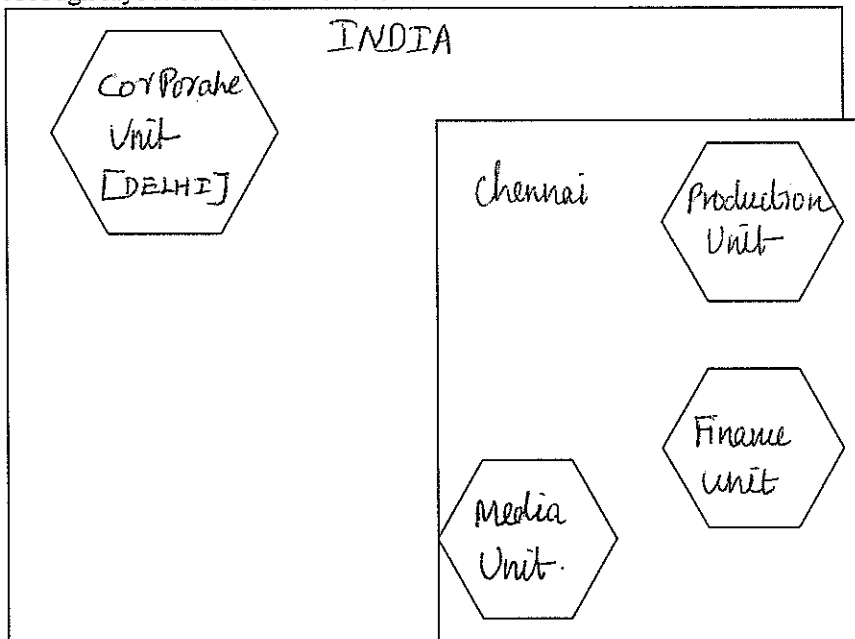 INDIA
Corporate
Unit
[DELHI]
Chennai
Production
Unit
Finance
Unit
Media
Unit.